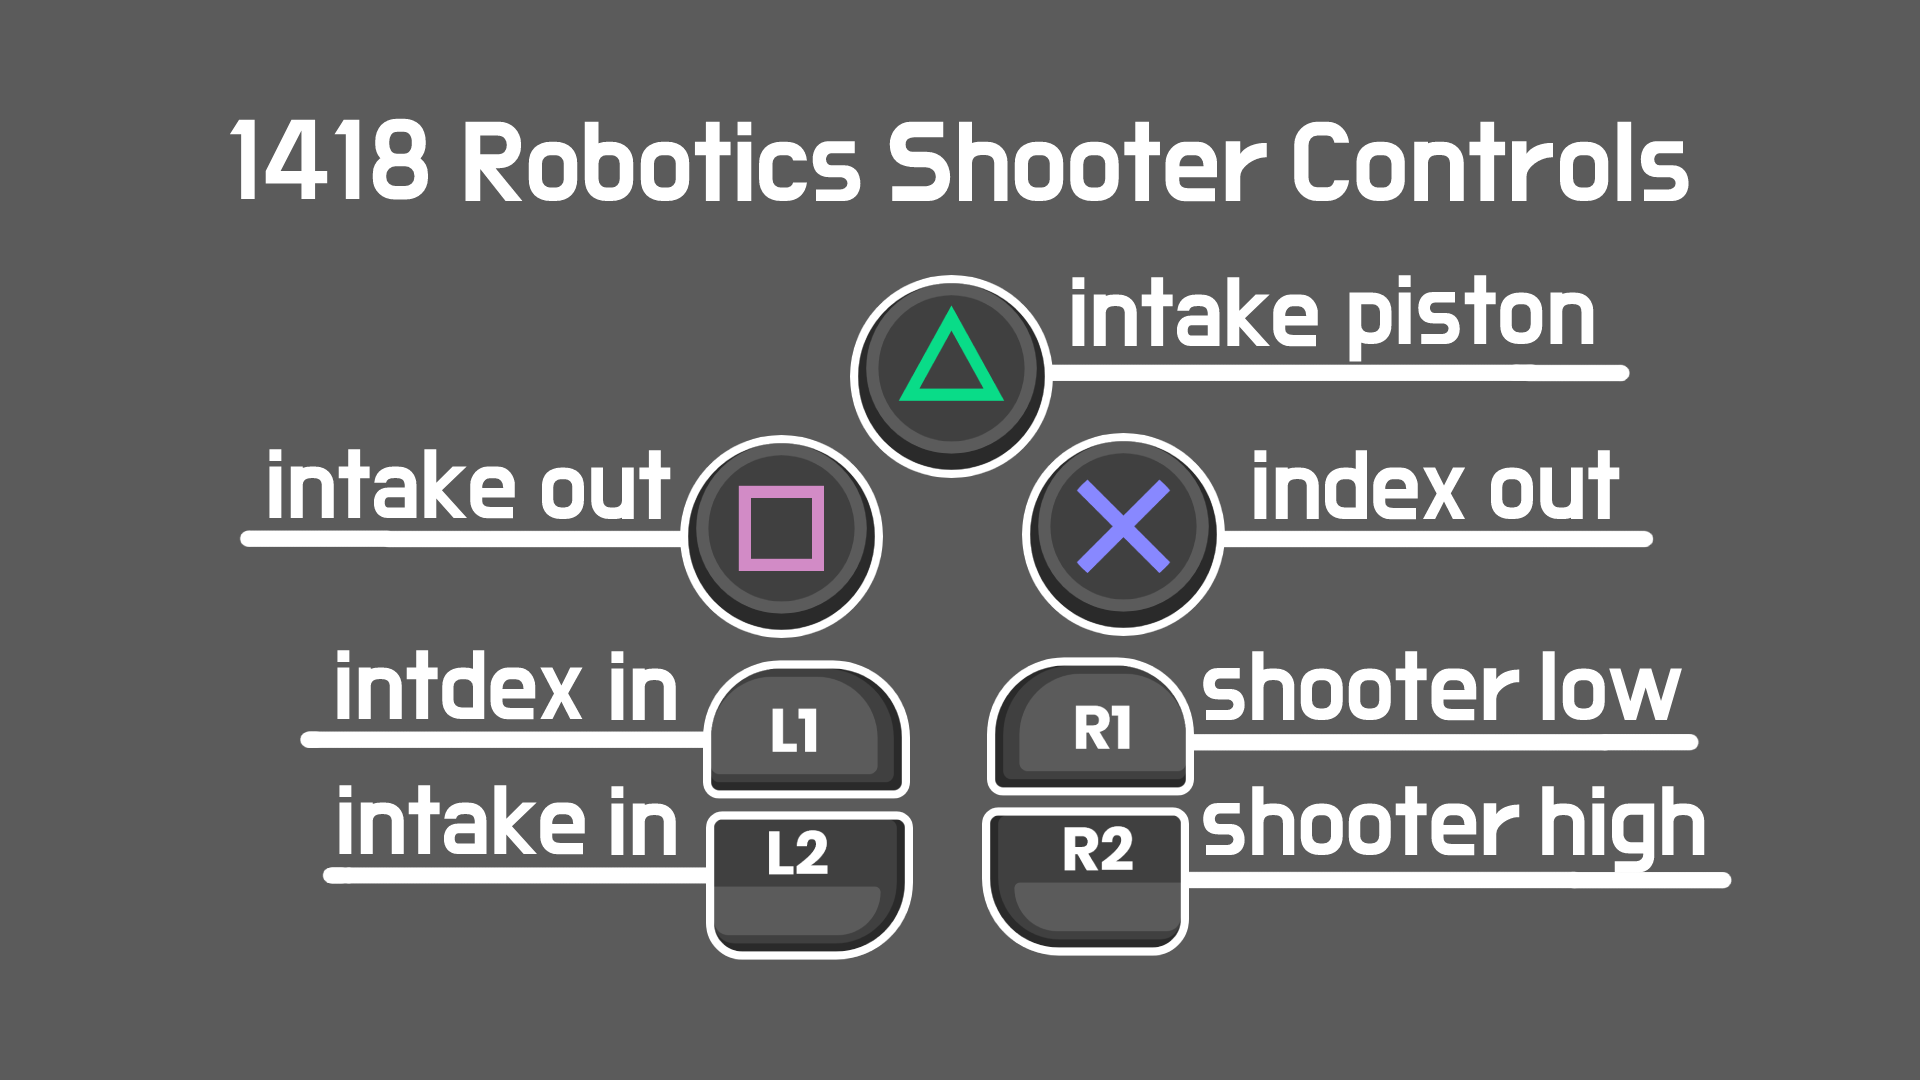 1418 Robotics Shooter Controls
intake piston
intake out
index out
intdex in
L1
R1
shooter low
intake in
L2
R2
shooter high